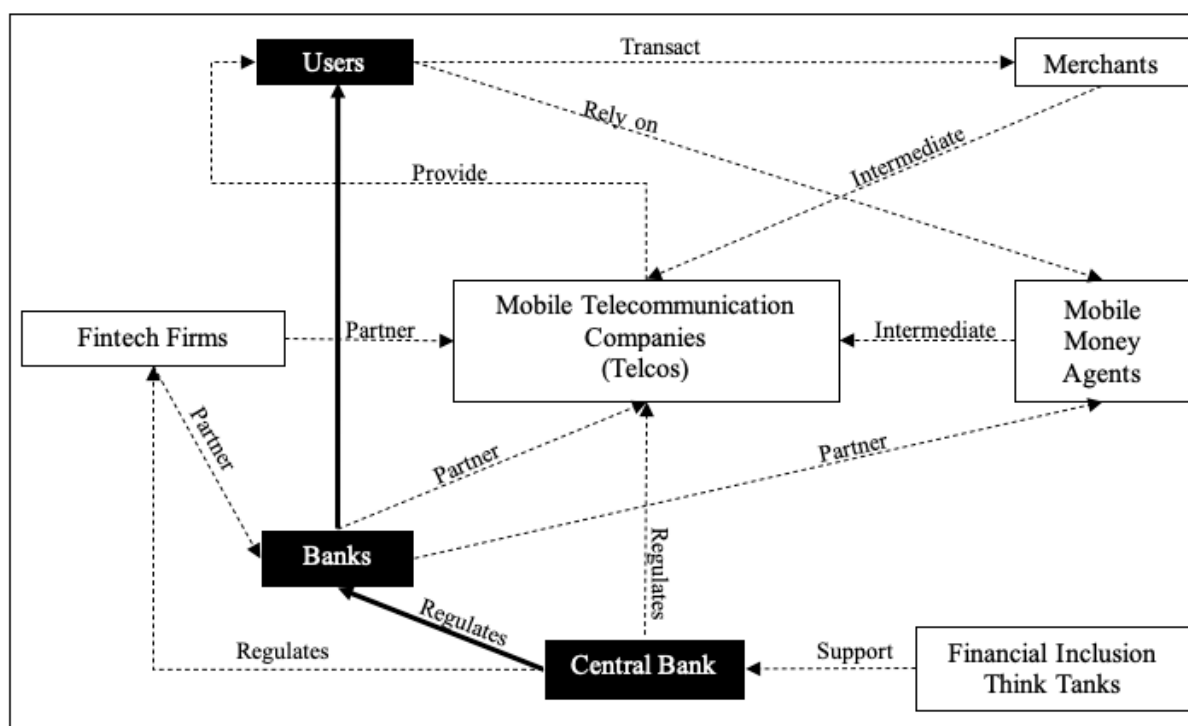 Users
Transact
Merchants
Rely on
Intermediate
Provide
Mobile Telecommunication
Companies
(Telcos)
Mobile
Money
Agents
Fintech Firms
Partner
Intermediate
Partner
Partner
Partner
Banks
Regulates
Regulates
Regulates
Central Bank
Support
Financial Inclusion
Think Tanks